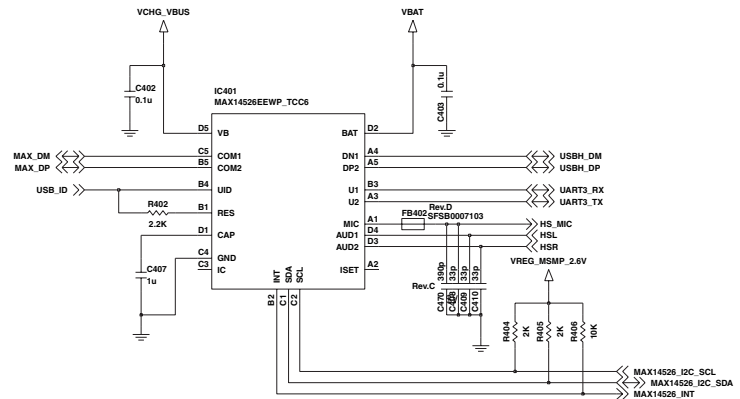 VCHG_VBUS
VBAT
C402
0.1u
0.1u
C403
IC401
MAX14526EEWP_TCC6
D5
VB
BAT
D2
MAX_DM
C5
COM1
DN1
A4
USBH_DM
MAX_DP
B5
COM2
DP2
A5
USBH_DP
USB_ID
B4
UID
U1
B3
UART3_RX
R402
2.2K
B1
RES
U2
A3
UART3_TX
Rev.D
FB402
SFSB0007103
MIC
A1
HS_MIC
D1
CAP
AUD1
D4
HSL
AUD2
D3
HSR
C4
GND
C3
IC
ISET
A2
C407
1u
INT
SDA
SCL
B2
C1
C2
390p
33p
33p
33p
Rev.C
C470
C409
C410
VREG_MSMP_2.6V
R404
2K
R405
2K
R406
10K
MAX14526_I2C_SCL
MAX14526_I2C_SDA
MAX14526_INT